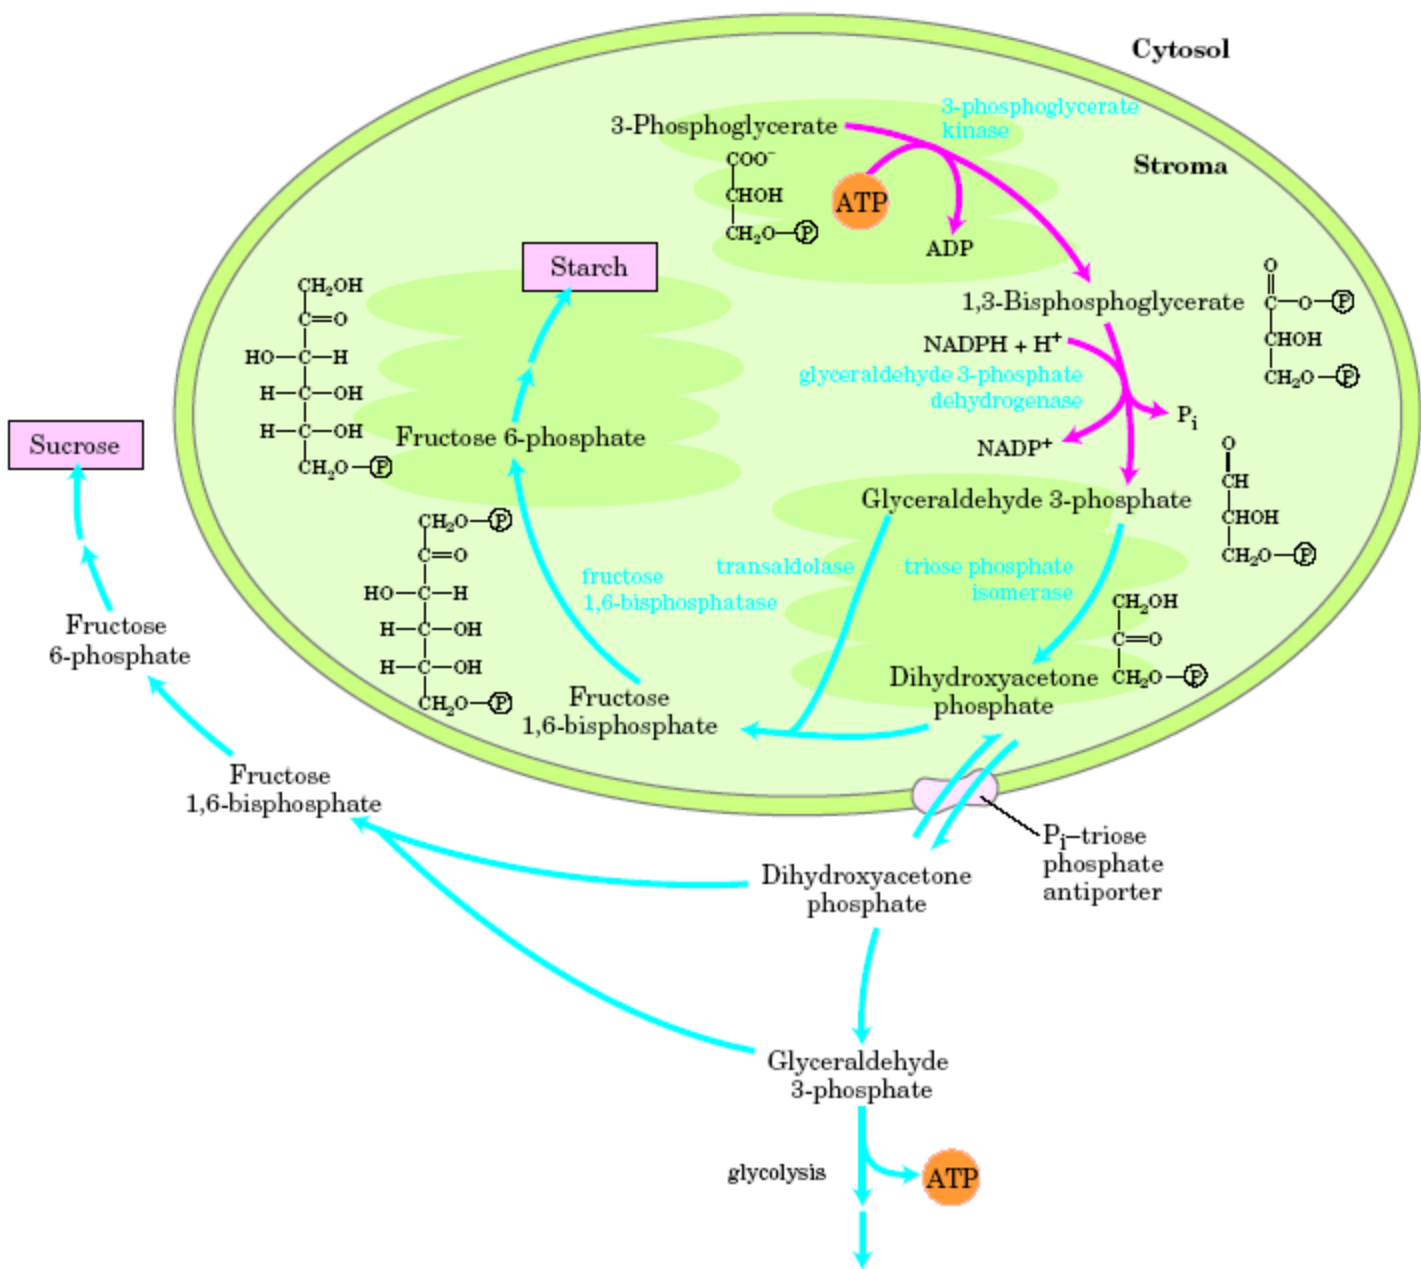 Cytosol
3-phosphoglycerate
kinase
3-Phosphoglycerate
Stroma
COO⁻
CHOH
CH₂O—Ⓟ
ATP
ADP
Starch
CH₂OH
C=O
HO—C—H
H—C—OH
H—C—OH
CH₂O—Ⓟ
1,3-Bisphosphoglycerate
O
C—O—Ⓟ
CHOH
CH₂O—Ⓟ
NADPH + H⁺
glyceraldehyde 3-phosphate
dehydrogenase
Pᵢ
NADP⁺
Sucrose
Fructose 6-phosphate
Glyceraldehyde 3-phosphate
O
CH
CHOH
CH₂O—Ⓟ
CH₂O—Ⓟ
C=O
HO—C—H
H—C—OH
H—C—OH
CH₂O—Ⓟ
fructose
1,6-bisphosphatase
transaldolase
triose phosphate
isomerase
CH₂OH
C=O
CH₂O—Ⓟ
Fructose
6-phosphate
Dihydroxyacetone
phosphate
Fructose
1,6-bisphosphate
Fructose
1,6-bisphosphate
Pᵢ–triose
phosphate
antiporter
Dihydroxyacetone
phosphate
Glyceraldehyde
3-phosphate
glycolysis
ATP